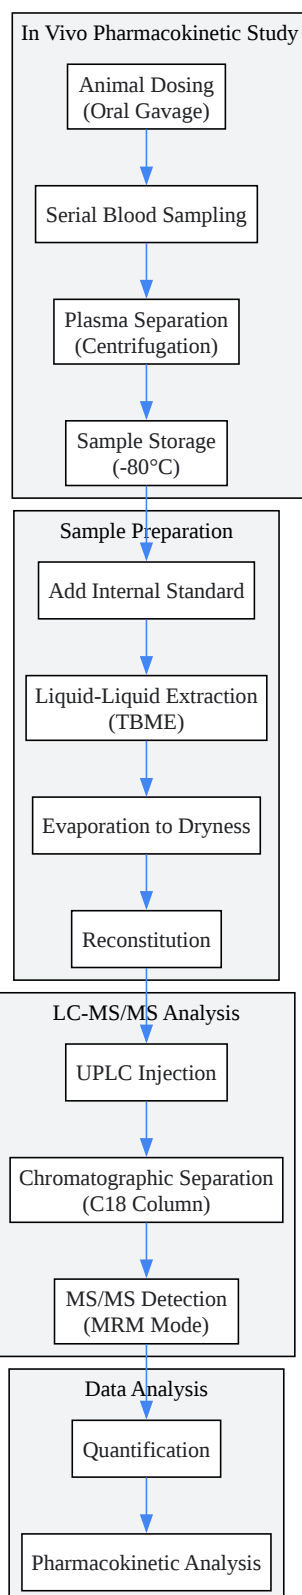 In Vivo Pharmacokinetic Study
Animal Dosing
(Oral Gavage)
Serial Blood Sampling
Plasma Separation
(Centrifugation)
Sample Storage
(-80°C)
Sample Preparation
Add Internal Standard
Liquid-Liquid Extraction
(TBME)
Evaporation to Dryness
Reconstitution
LC-MS/MS Analysis
UPLC Injection
Chromatographic Separation
(C18 Column)
MS/MS Detection
(MRM Mode)
Data Analysis
Quantification
Pharmacokinetic Analysis